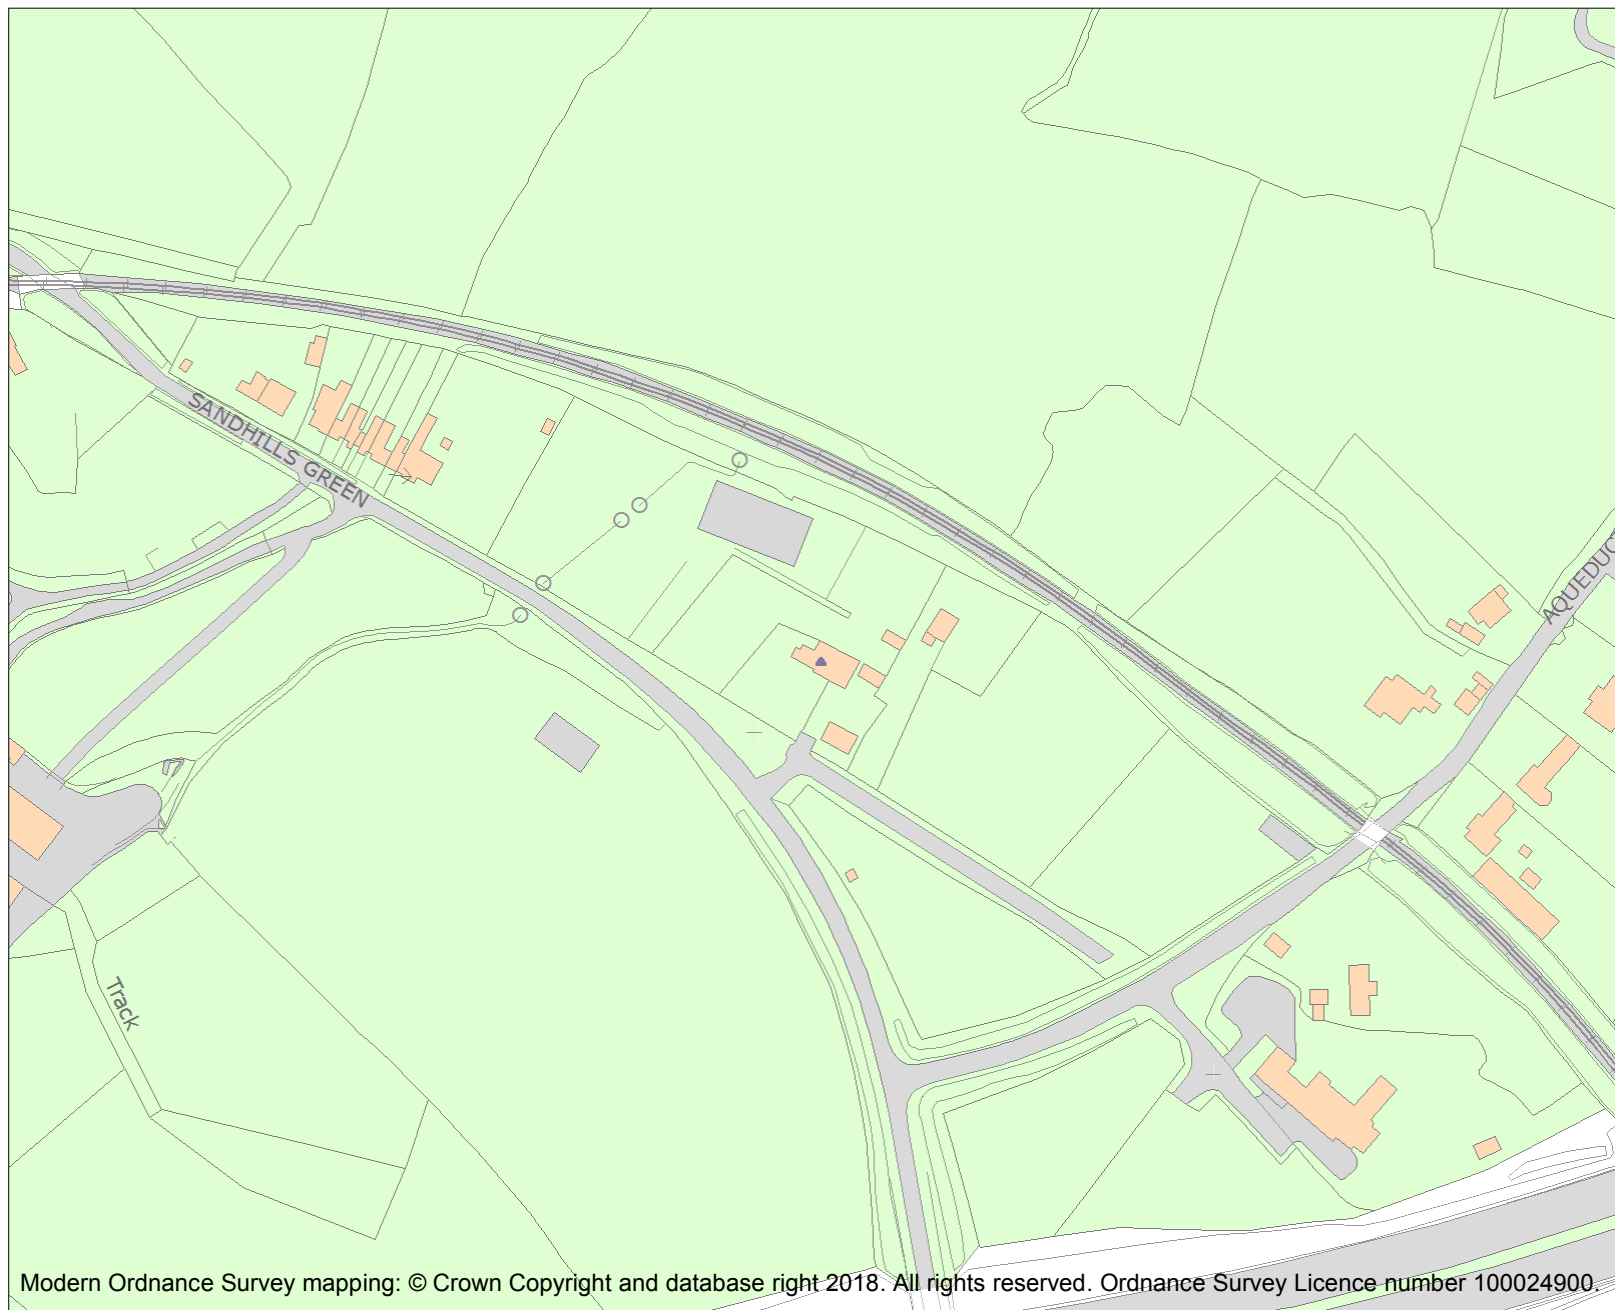 SANDHILLS GREEN
AQUEDUC
Track
Modern Ordnance Survey mapping: © Crown Copyright and database right 2018. All rights reserved. Ordnance Survey Licence number 100024900.